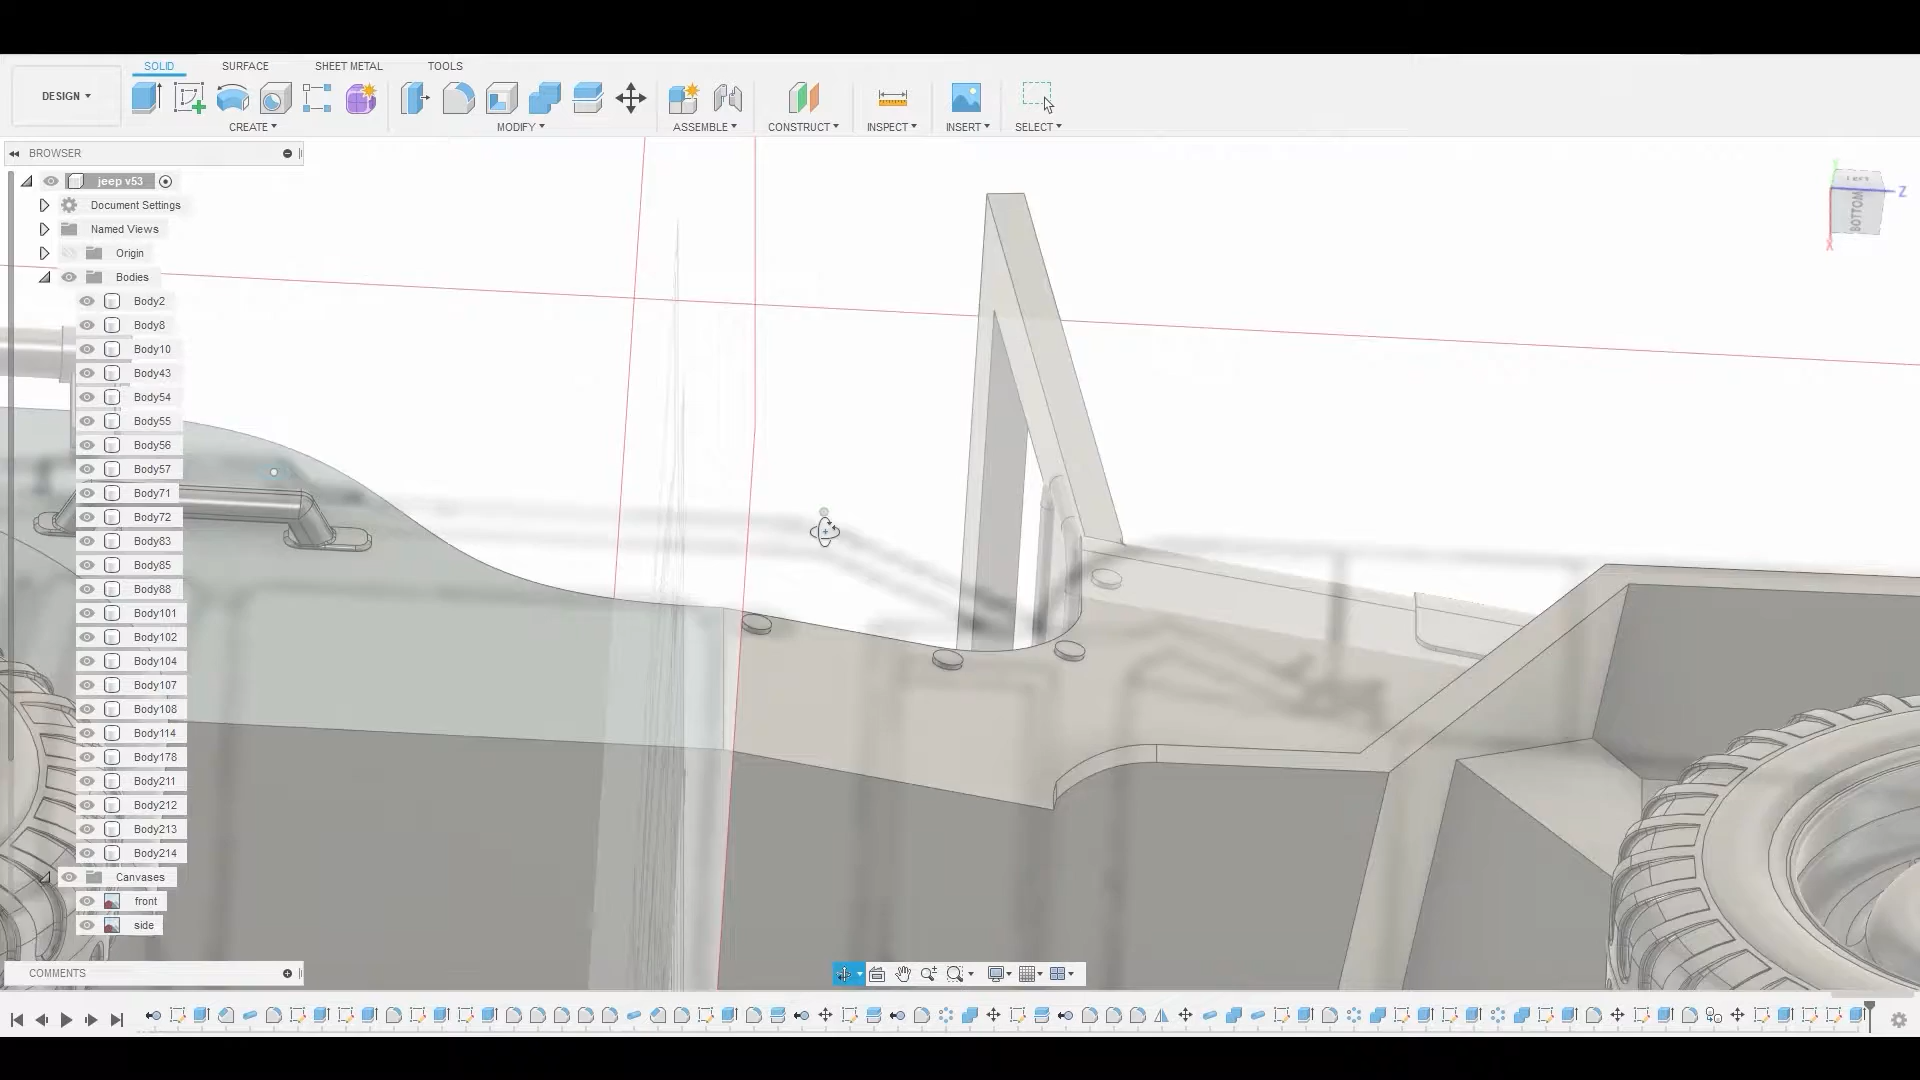 SOLID SURFACE SHEET METAL TOOLS
DESIGN
CREATE MODIFY ASSEMBLE CONSTRUCT INSPECT INSERT SELECT
BROWSER
jeep v53
Document Settings
Named Views
Origin
Bodies
Body2
Body8
Body10
Body43
Body54
Body55
Body56
Body57
Body71
Body72
Body83
Body85
Body88
Body101
Body102
Body104
Body107
Body108
Body114
Body178
Body211
Body212
Body213
Body214
Canvases
front
side
COMMENTS
LEFT
BOTTOM
Z
X
Y